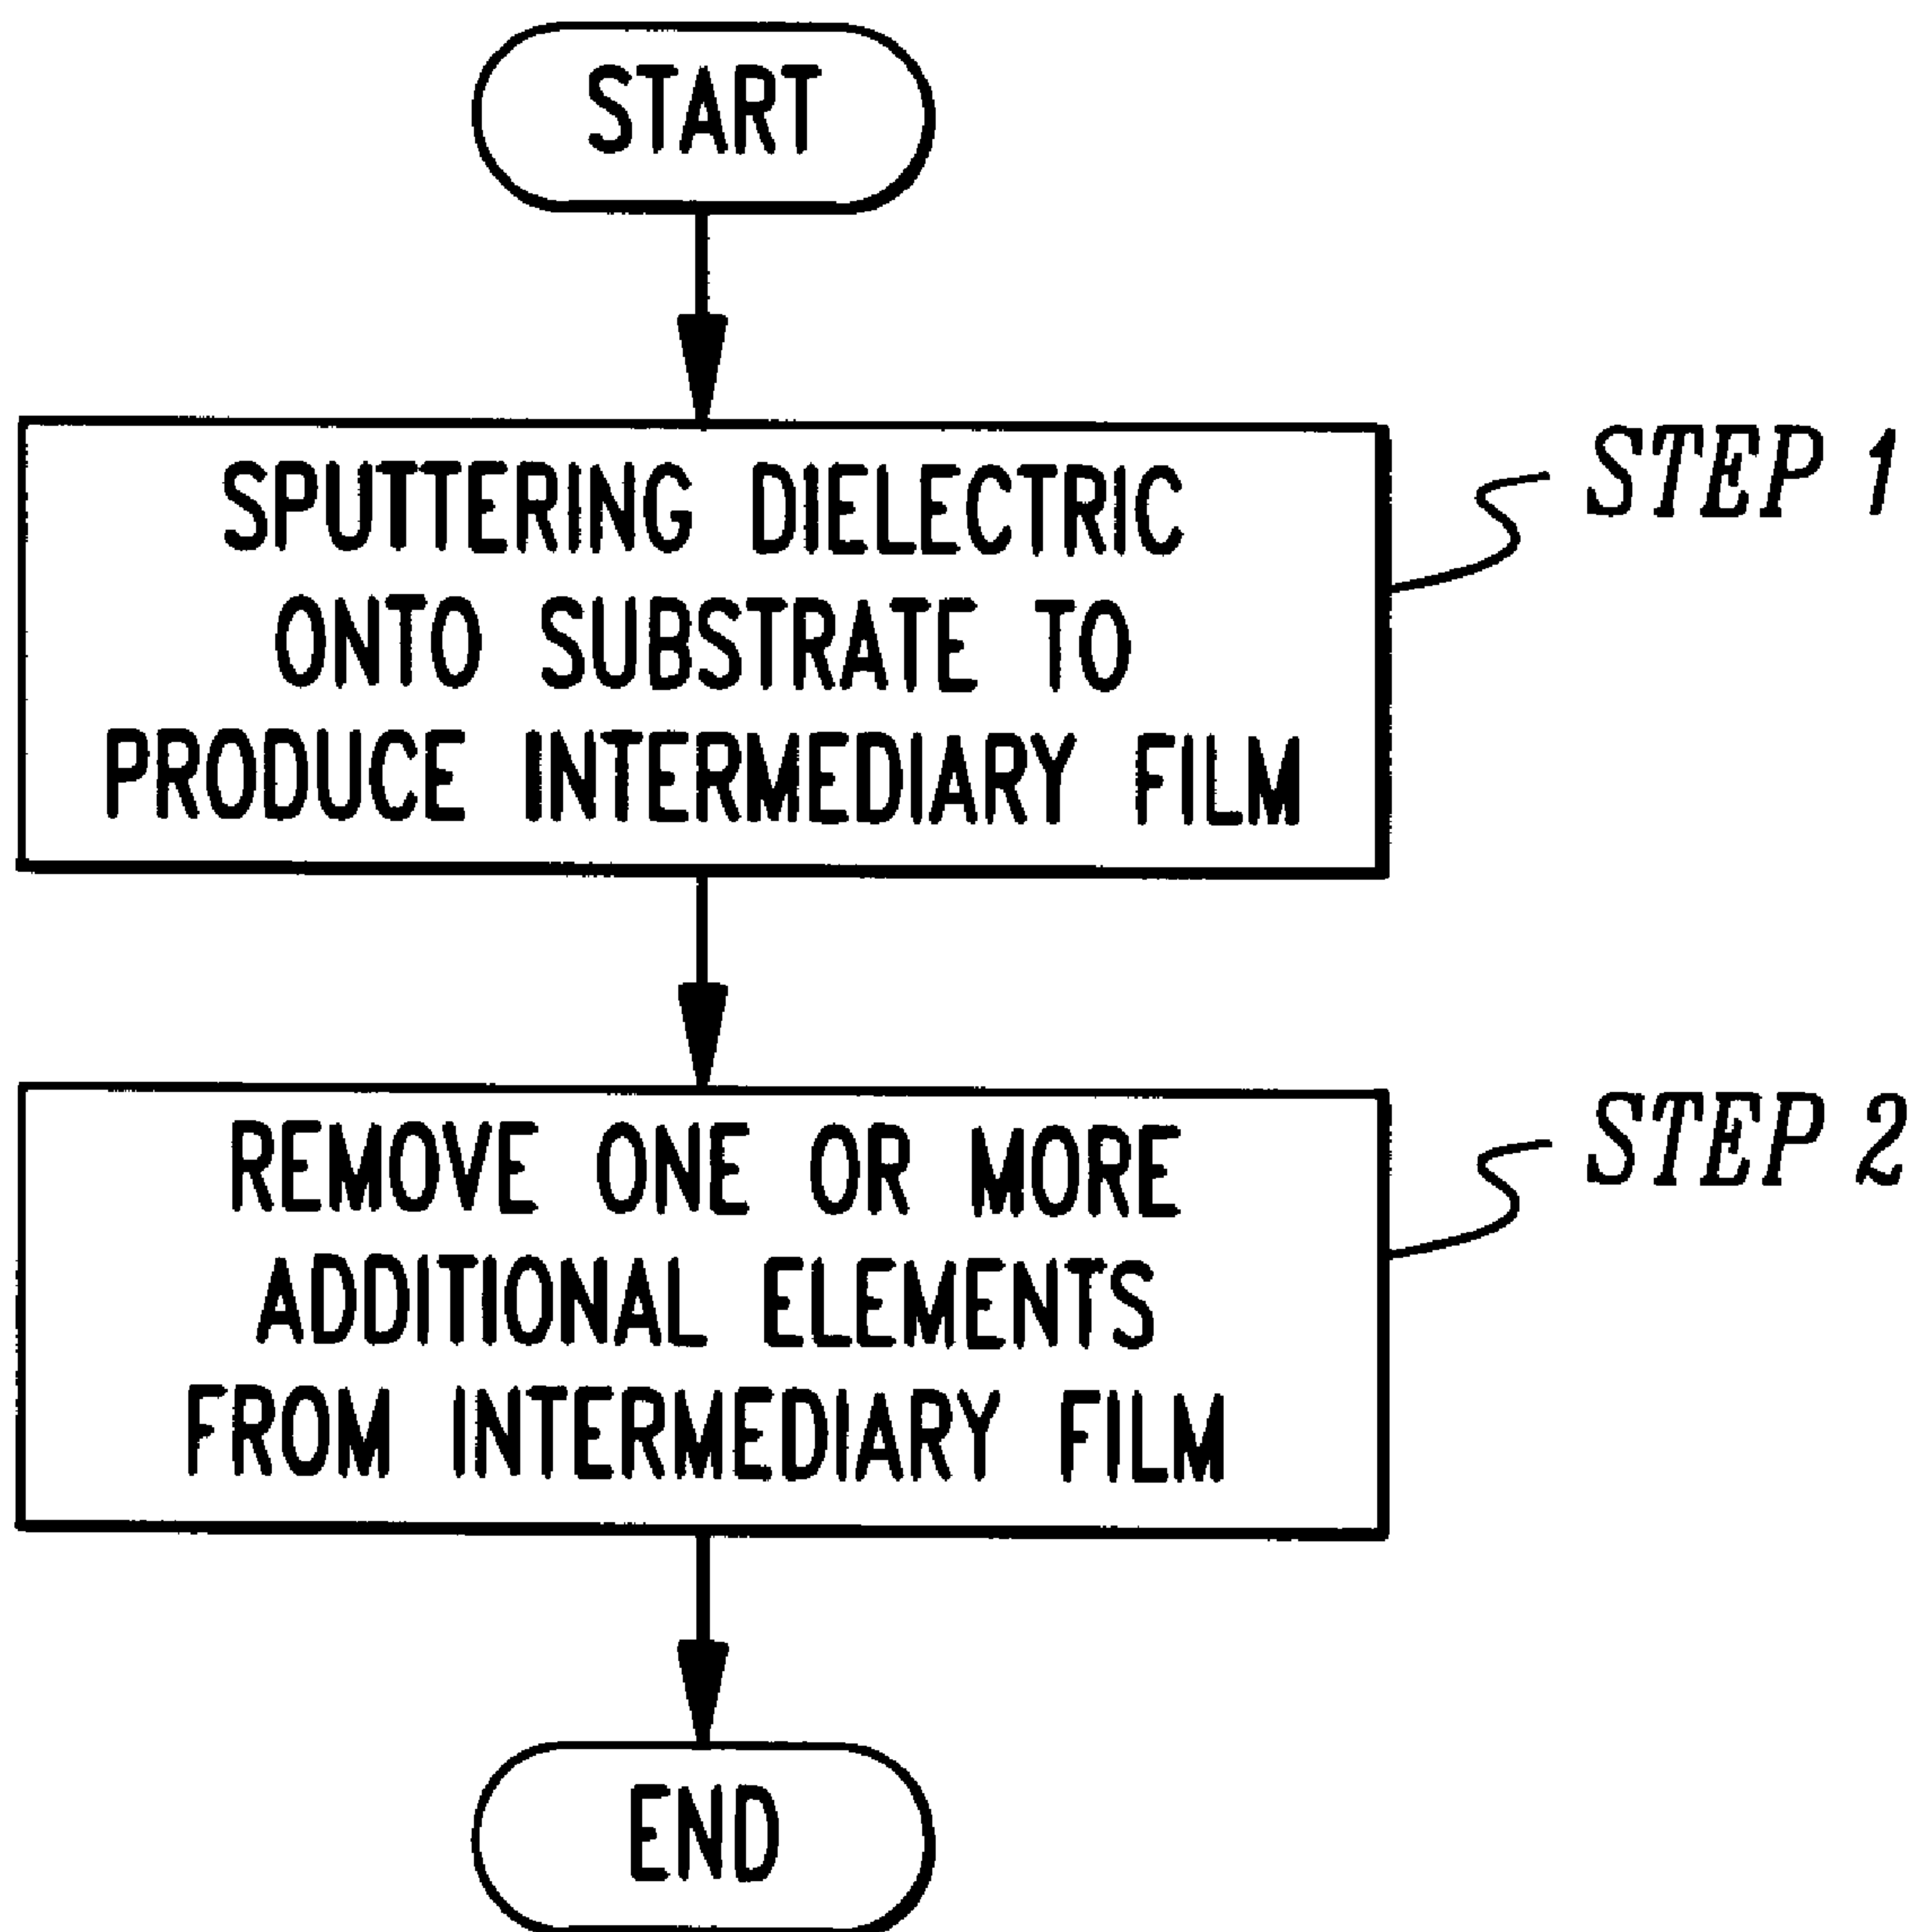 START
SPUTTERING DIELECTRIC
ONTO SUBSTRATE TO
PRODUCE INTERMEDIARY FILM
STEP 1
REMOVE ONE OR MORE
ADDITIONAL ELEMENTS
FROM INTERMEDIARY FILM
STEP 2
END